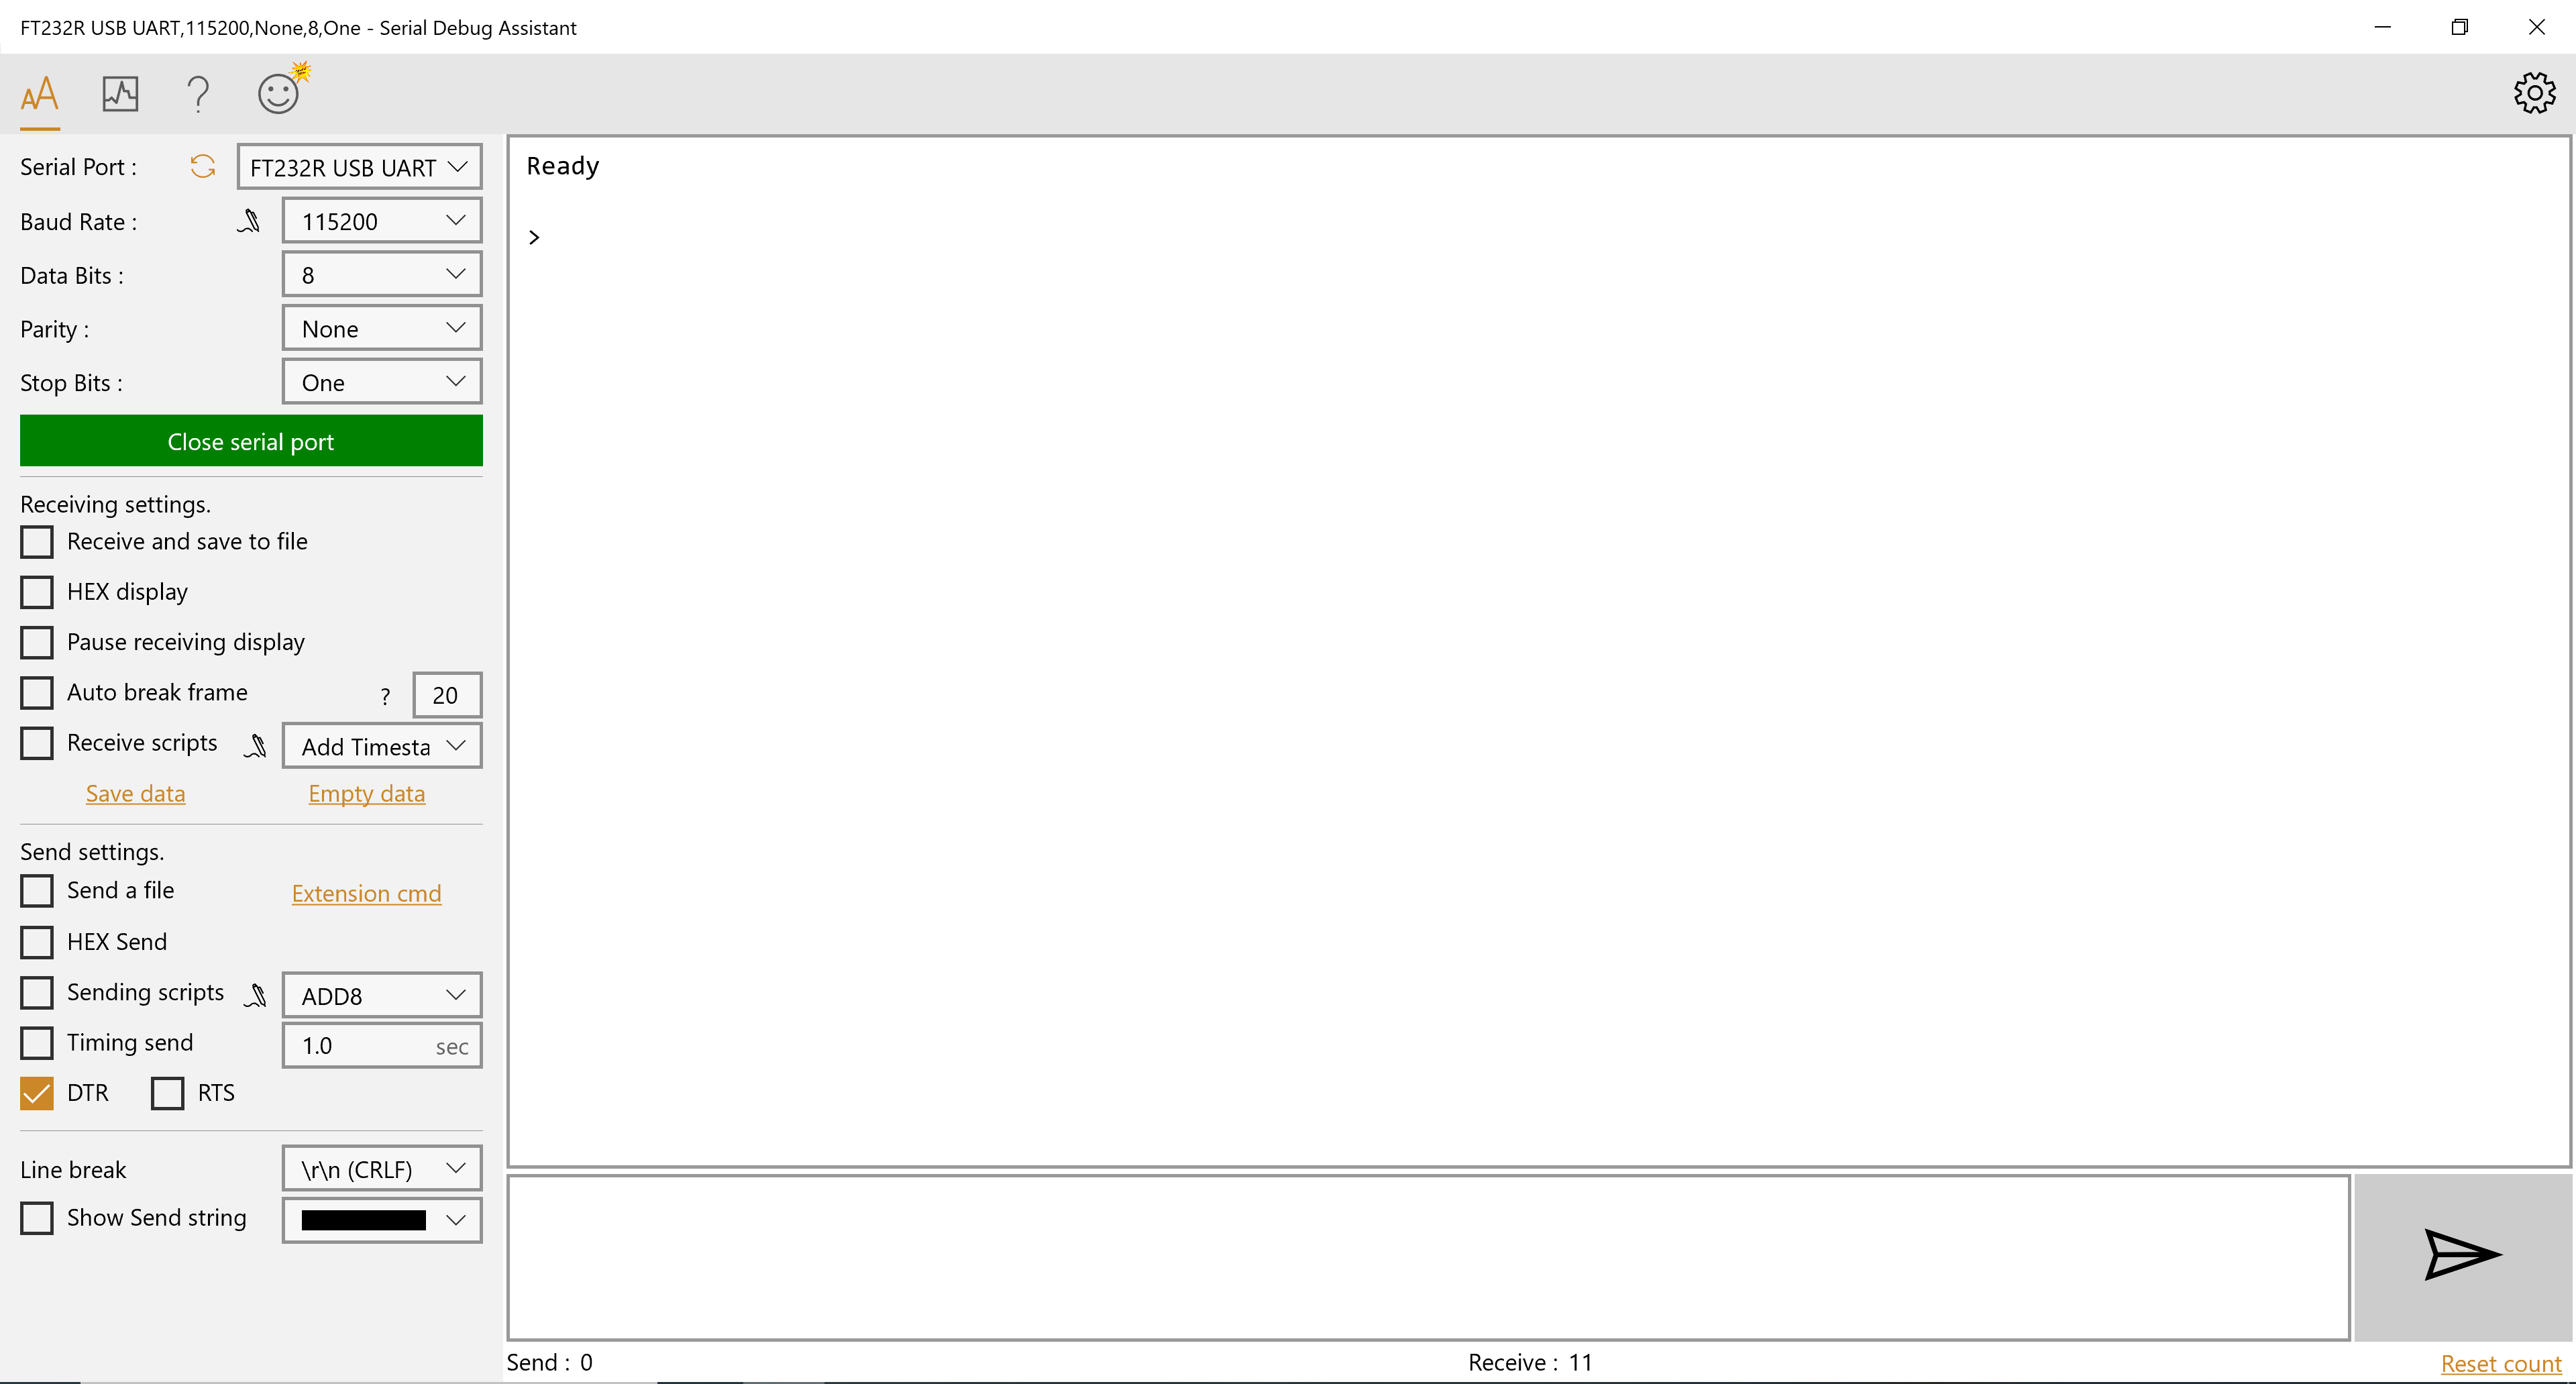 FT232R USB UART,115200,None,8,One - Serial Debug Assistant
Serial Port :
FT232R USB UART
Baud Rate :
115200
Data Bits :
8
Parity :
None
Stop Bits :
One
Close serial port
Receiving settings.
Receive and save to file
HEX display
Pause receiving display
Auto break frame ? 20
Receive scripts
Add Timesta
Save data
Empty data
Send settings.
Send a file
Extension cmd
HEX Send
Sending scripts
ADD8
Timing send
1.0 sec
DTR
RTS
Line break
\r\n (CRLF)
Show Send string
Ready
>
Send : 0
Receive : 11
Reset count